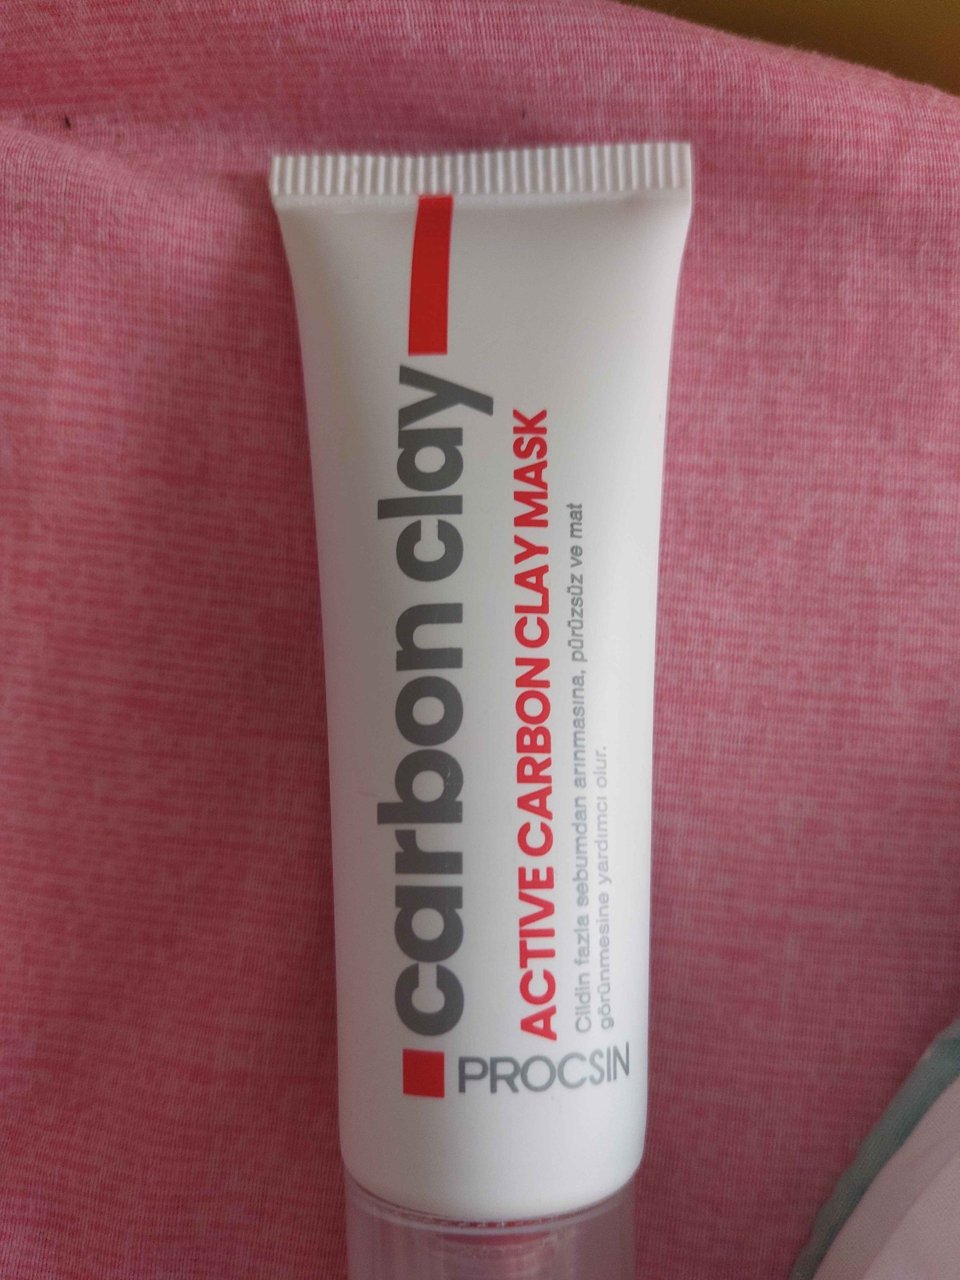 carbon clay
ACTIVE CARBON CLAY MASK
Cildin fazla sebumdan arınmasına, pürüzsüz ve mat
görünmesine yardımcı olur.
PROCSIN